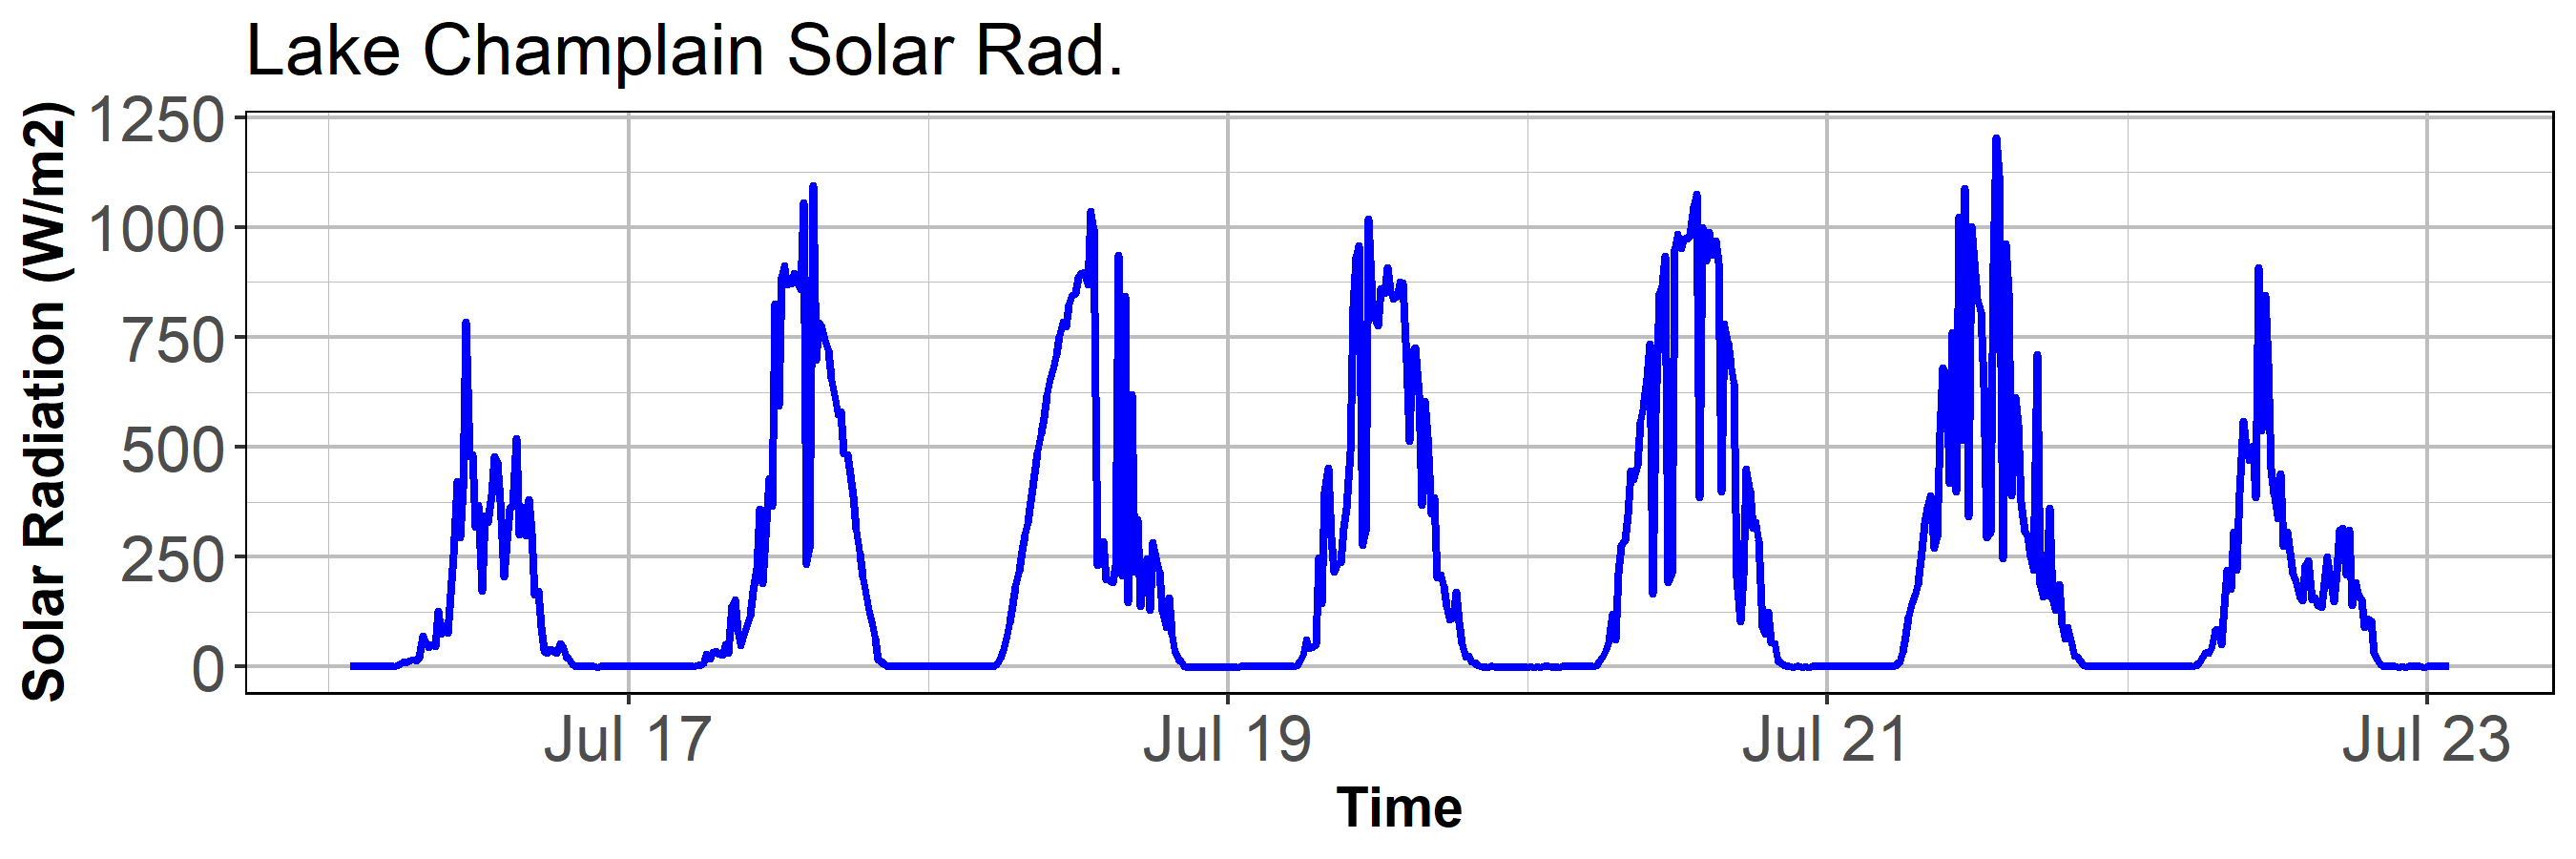 Lake Champlain Solar Rad.
Solar Radiation (W/m2)
1250
1000
750
500
250
0
Jul 17 Jul 19 Jul 21 Jul 23
Time